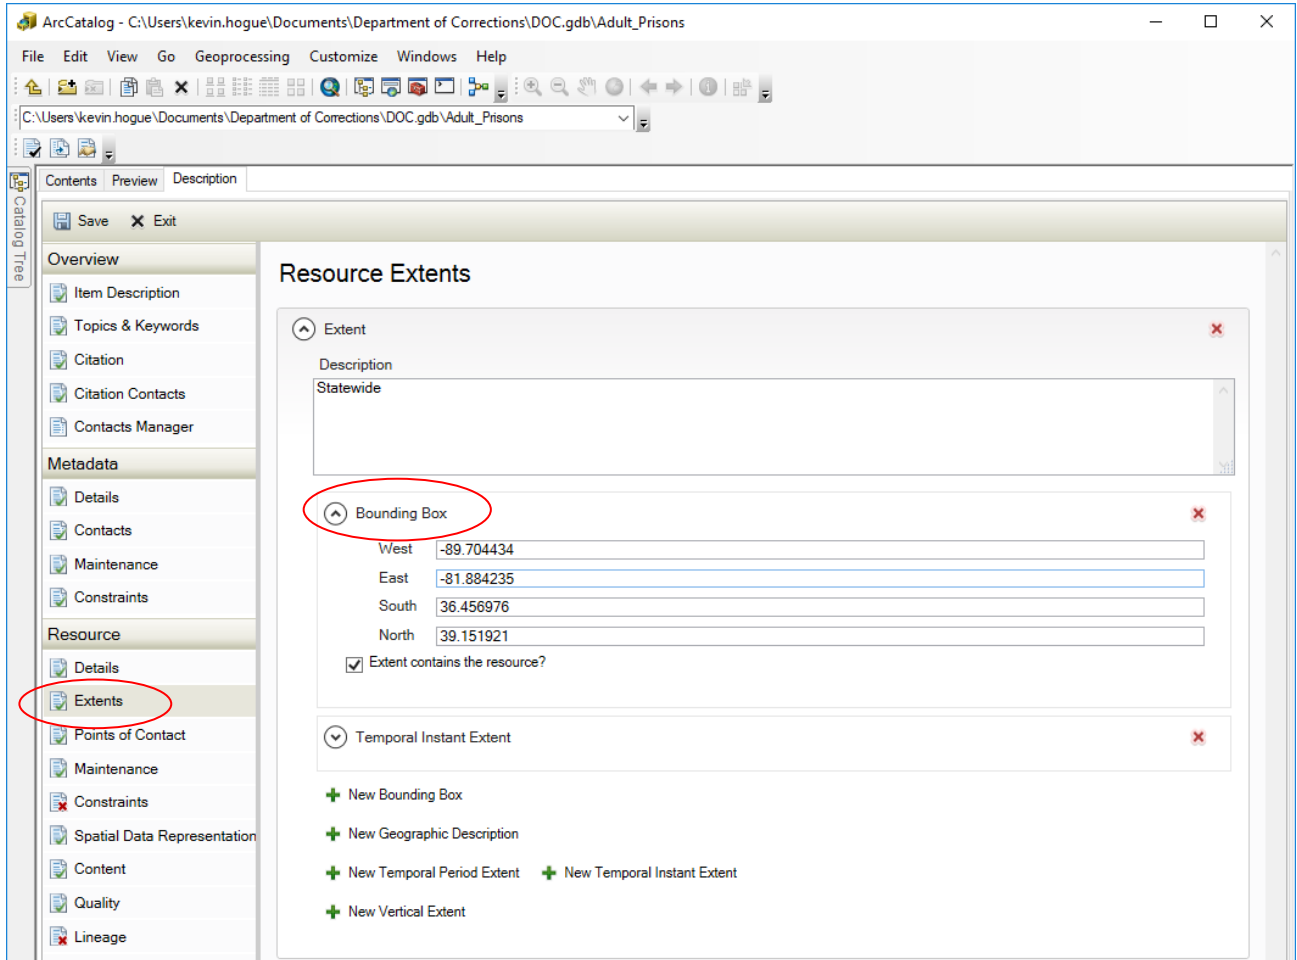 ArcCatalog - C:\Users\kevin.hogue\Documents\Department of Corrections\DOC.gdb\Adult_Prisons
File Edit View Go Geoprocessing Customize Windows Help
C:\Users\kevin.hogue\Documents\Department of Corrections\DOC.gdb\Adult_Prisons
Catalog Tree
Contents Preview Description
Save Exit
Overview
Item Description
Topics & Keywords
Citation
Citation Contacts
Contacts Manager
Metadata
Details
Contacts
Maintenance
Constraints
Resource
Details
Extents
Points of Contact
Maintenance
Constraints
Spatial Data Representation
Content
Quality
Lineage
Resource Extents
Extent
Description
Statewide
Bounding Box
West -89.704434
East -81.884235
South 36.456976
North 39.151921
Extent contains the resource?
Temporal Instant Extent
New Bounding Box
New Geographic Description
New Temporal Period Extent New Temporal Instant Extent
New Vertical Extent